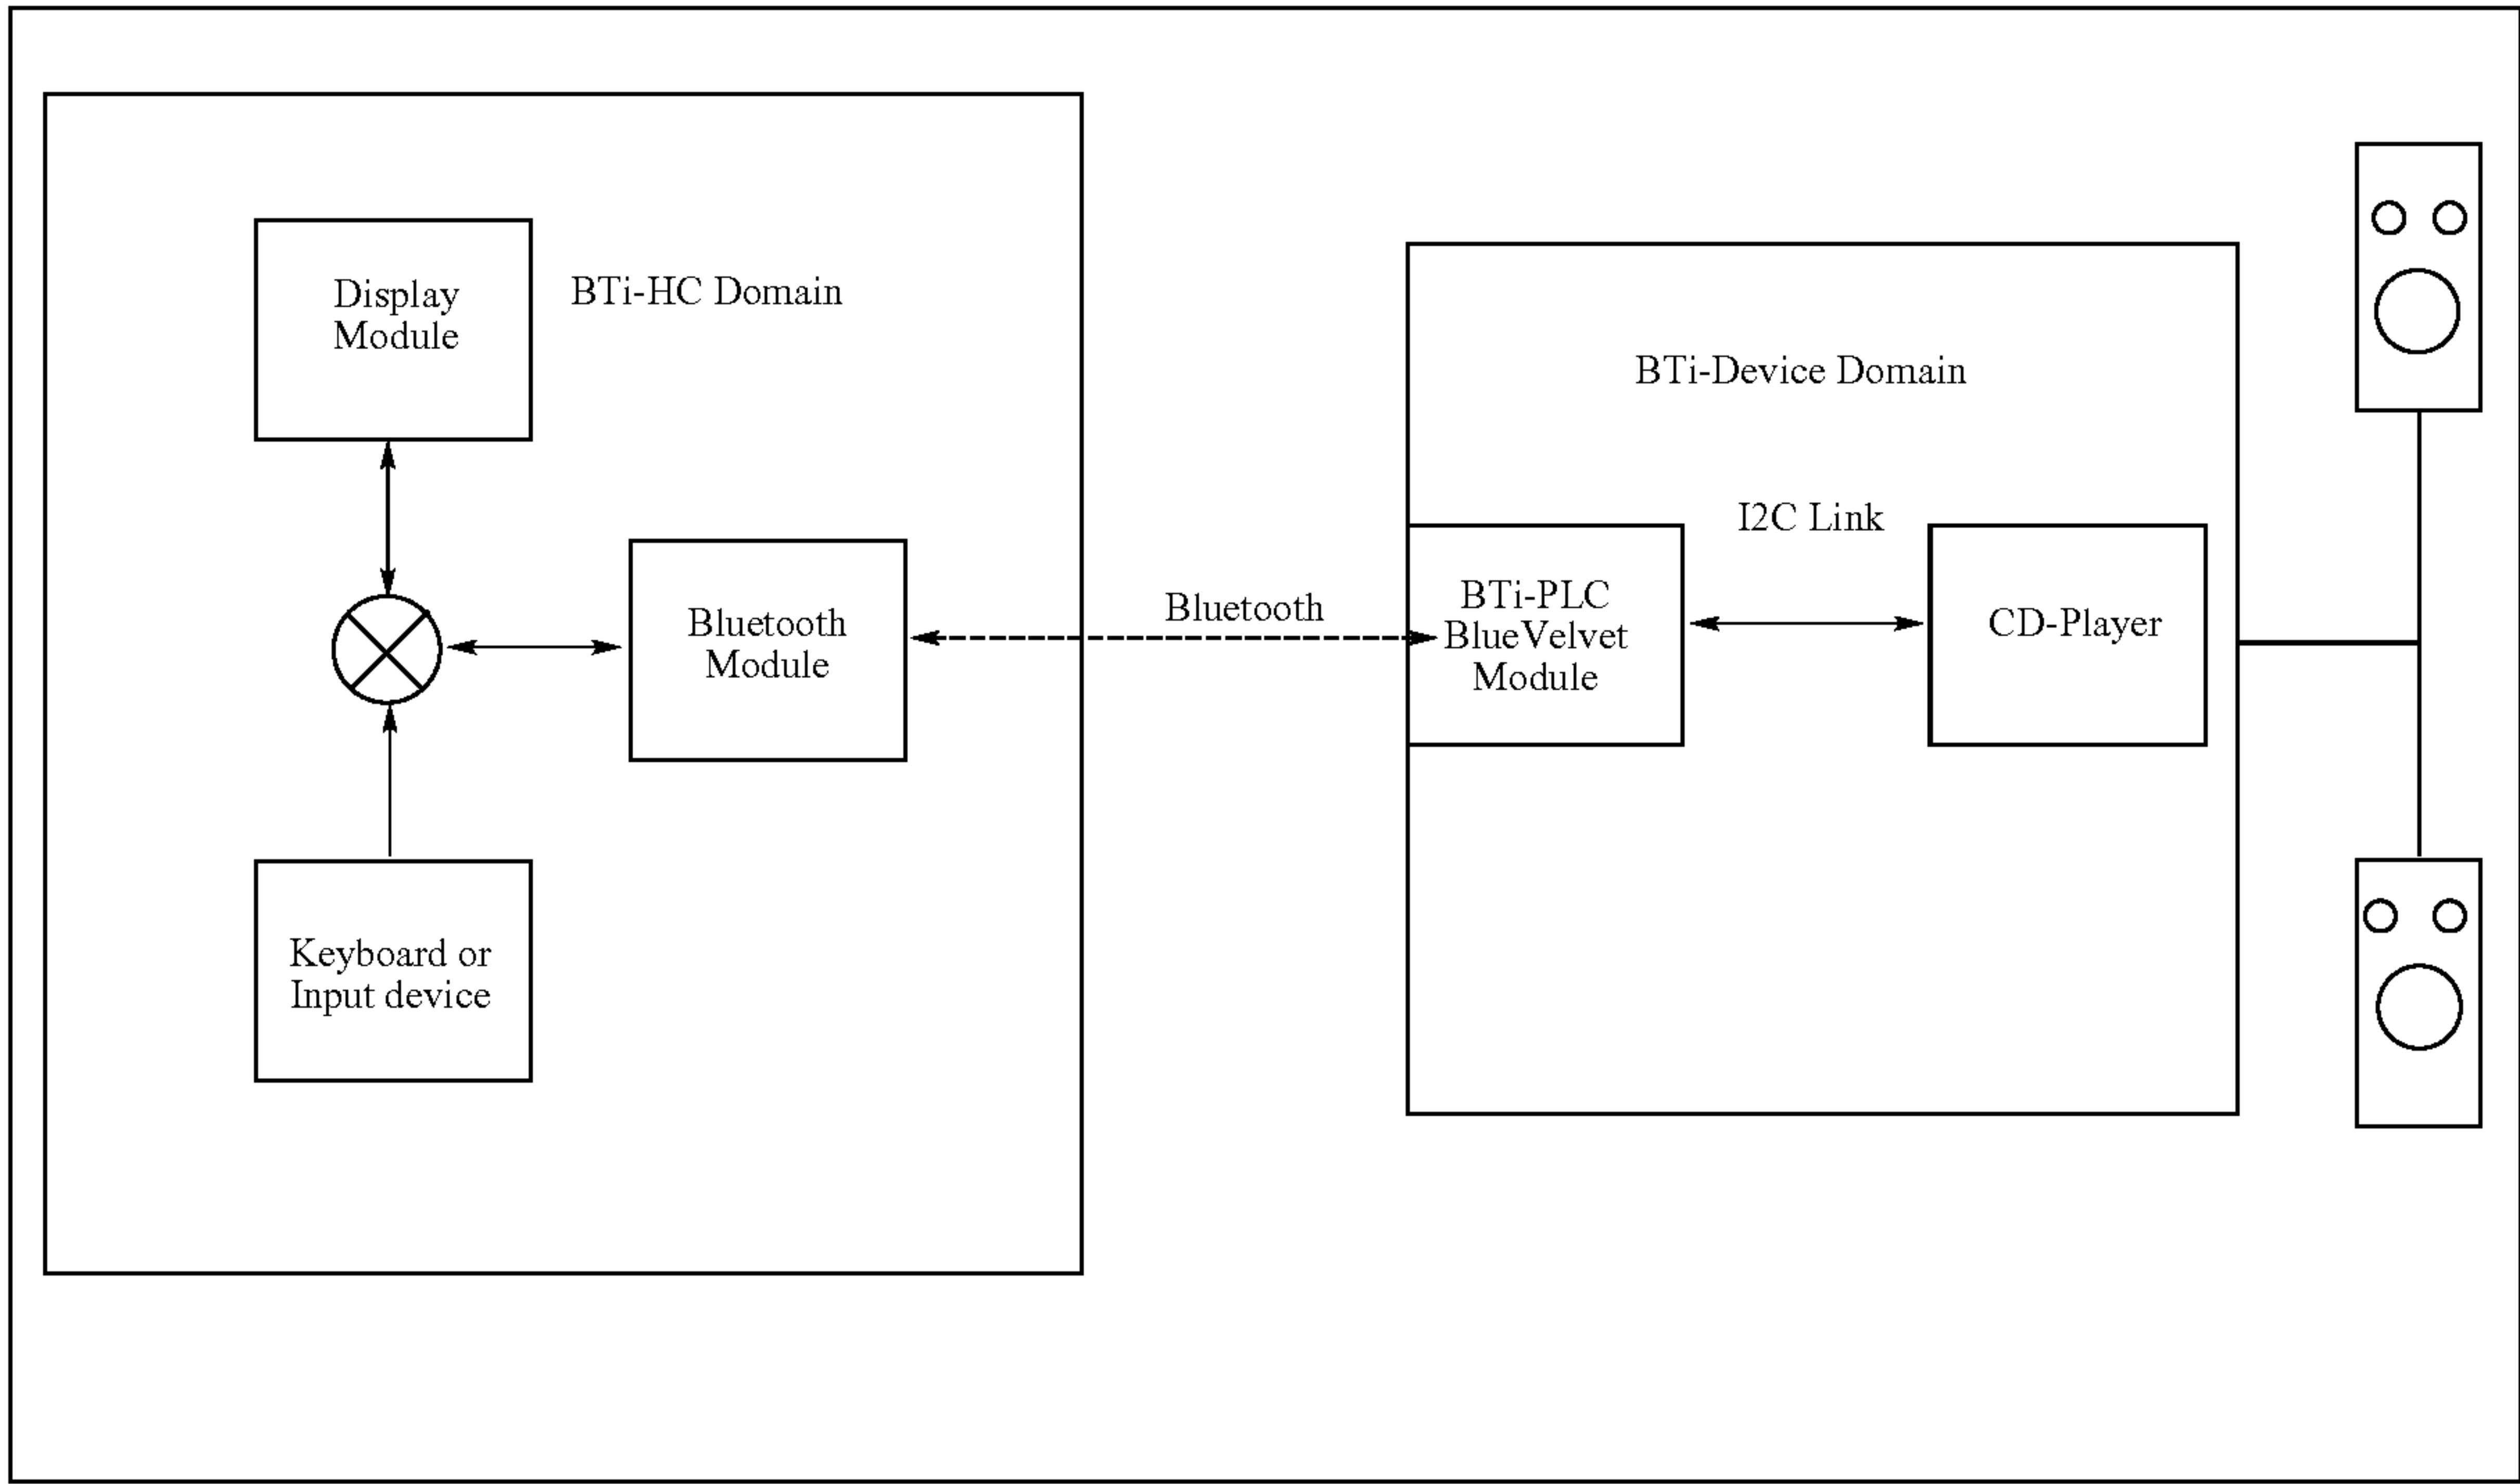 Display
Module
BTi-HC Domain
Bluetooth
Module
Keyboard or
Input device
Bluetooth
BTi-Device Domain
I2C Link
BTi-PLC
BlueVelvet
Module
CD-Player